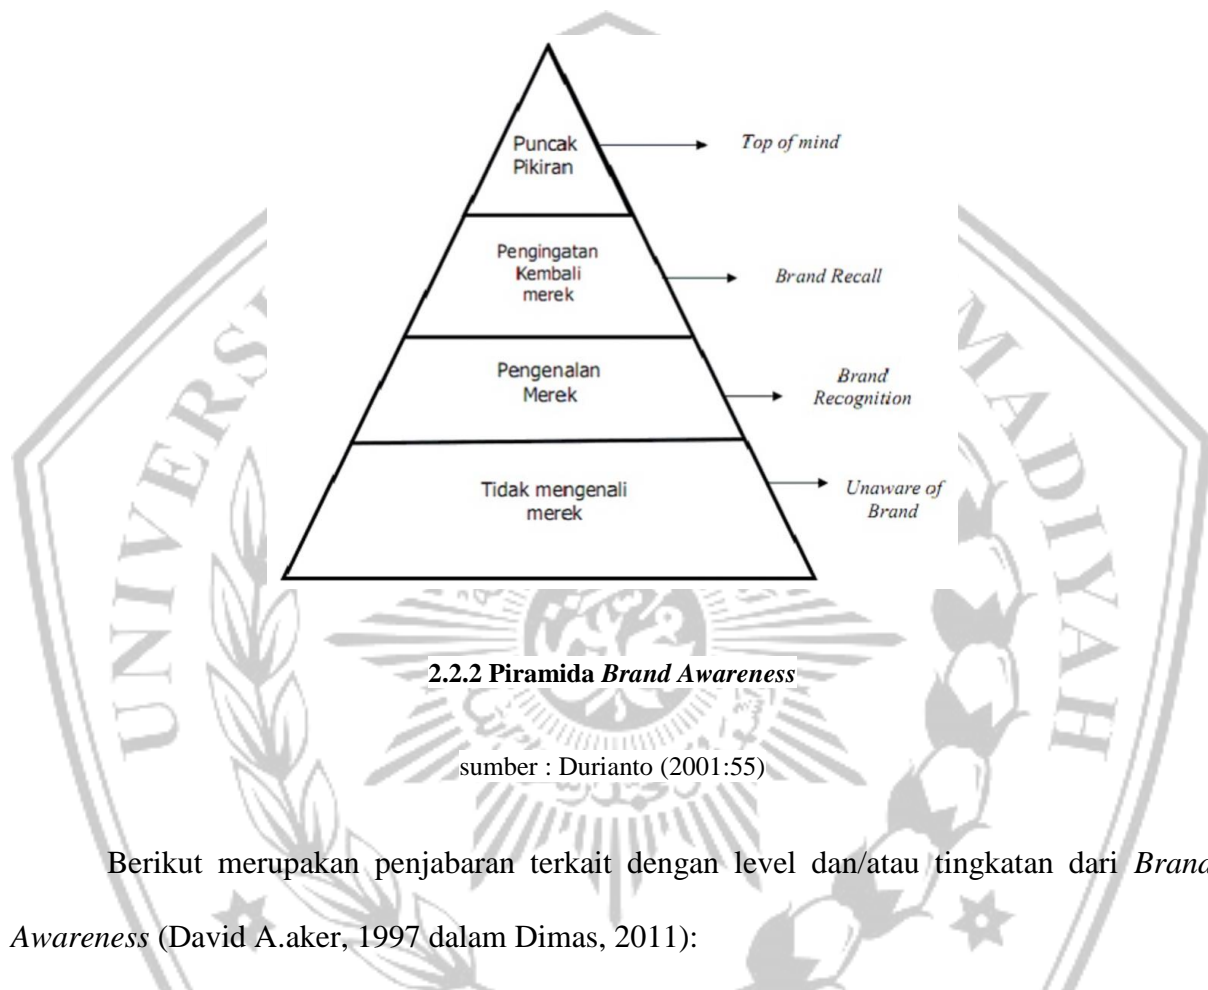 Puncak
Pikiran
Top of mind
Pengingatan
Kembali
merek
Brand Recall
Pengenalan
Merek
Brand
Recognition
Tidak mengenali
merek
Unaware of
Brand
2.2.2 Piramida Brand Awareness
sumber : Durianto (2001:55)
Berikut merupakan penjabaran terkait dengan level dan/atau tingkatan dari Brand
Awareness (David A.aker, 1997 dalam Dimas, 2011):
UNIVERSI
MADIYAH